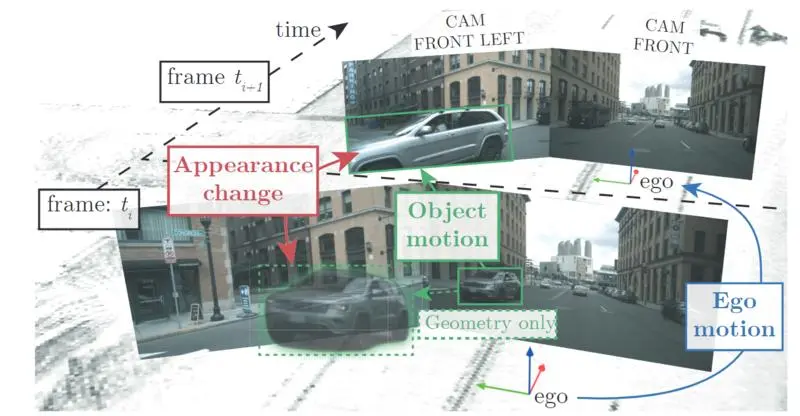 time
CAM
FRONT LEFT
CAM
FRONT
frame t_{i+1}
Appearance
change
frame: t_i
ego
Object
motion
Geometry only
Ego
motion
ego